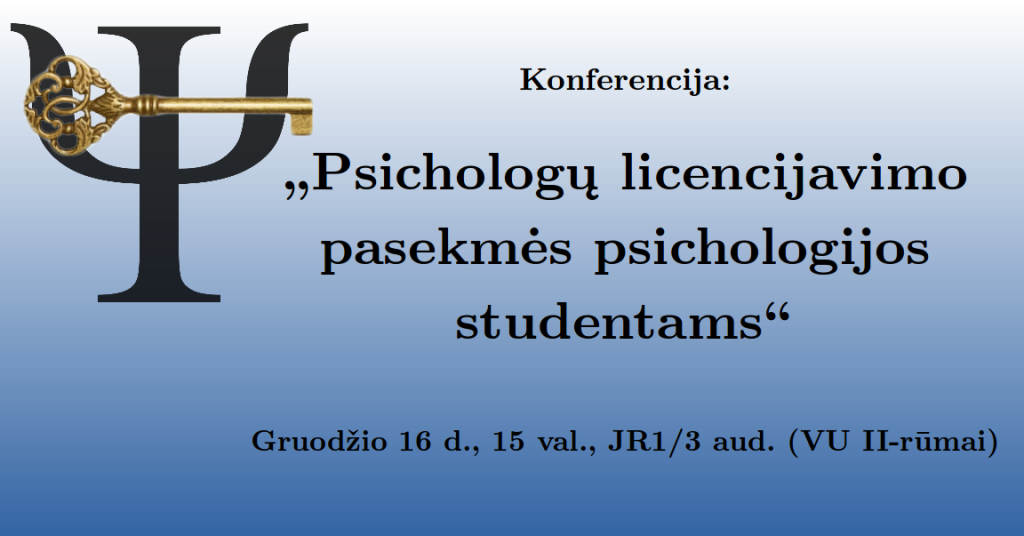 Konferencija:
„Psichologų licencijavimo
pasekmės psichologijos
studentams“
Gruodžio 16 d., 15 val., JR1/3 aud. (VU II-rūmai)